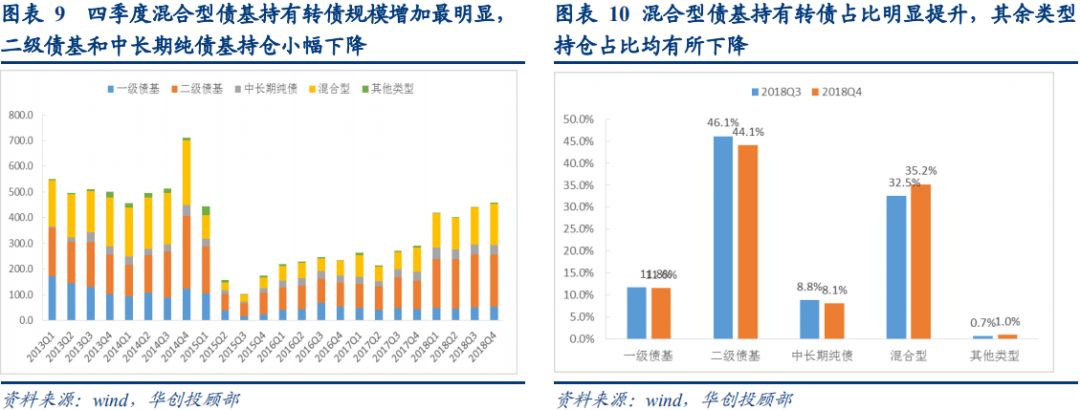 图表 9 四季度混合型债基持有转债规模增加最明显，
二级债基和中长期纯债基持仓小幅下降
一级债基 二级债基 中长期纯债 混合型 其他类型
800.0
700.0
600.0
500.0
400.0
300.0
200.0
100.0
0.0
2013Q1 2013Q2 2013Q3 2013Q4 2014Q1 2014Q2 2014Q3 2014Q4 2015Q1 2015Q2 2015Q3 2015Q4 2016Q1 2016Q2 2016Q3 2016Q4 2017Q1 2017Q2 2017Q3 2017Q4 2018Q1 2018Q2 2018Q3 2018Q4
资料来源：wind，华创投顾部
图表 10 混合型债基持有转债占比明显提升，其余类型
持仓占比均有所下降
2018Q3 2018Q4
50.0%
45.0%
40.0%
35.0%
30.0%
25.0%
20.0%
15.0%
10.0%
5.0%
0.0%
46.1%
44.1%
35.2%
32.5%
11.6%
8.8%
8.1%
0.7%
1.0%
一级债基 二级债基 中长期纯债 混合型 其他类型
资料来源：wind，华创投顾部